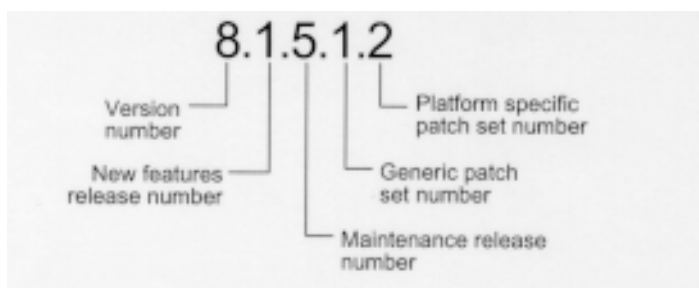 8.1.5.1.2
Version
number
Platform specific
patch set number
New features
release number
Generic patch
set number
Maintenance release
number